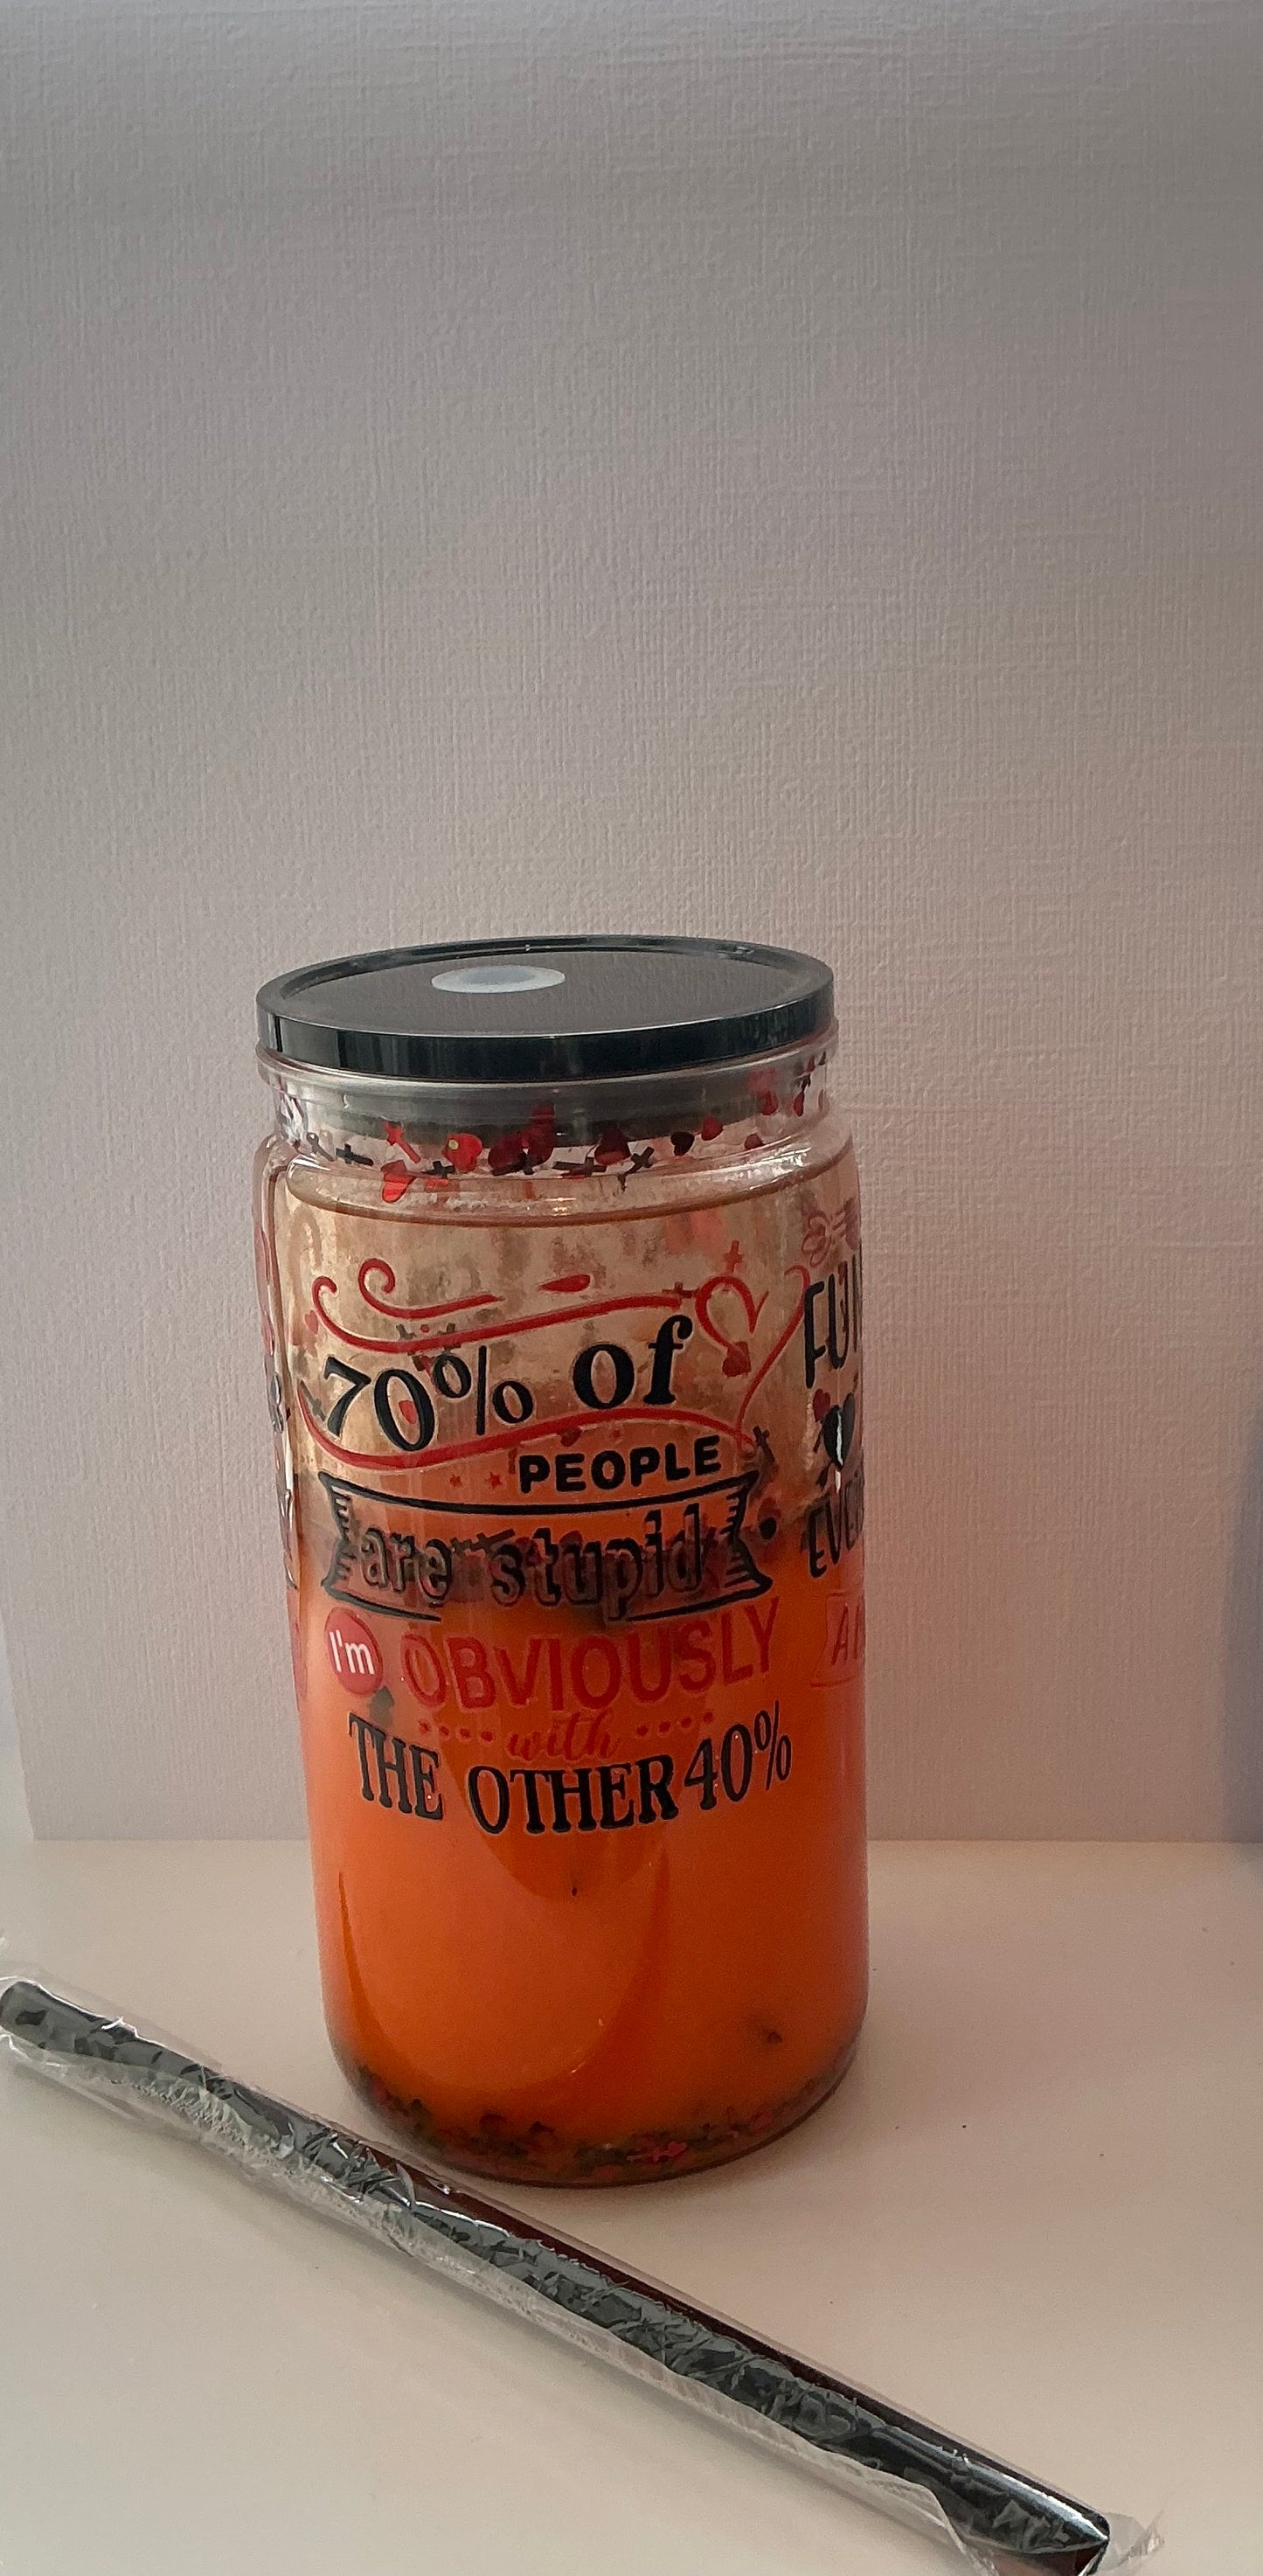 70% of
PEOPLE
are stupid
I'm OBVIOUSLY
with
THE OTHER 40%